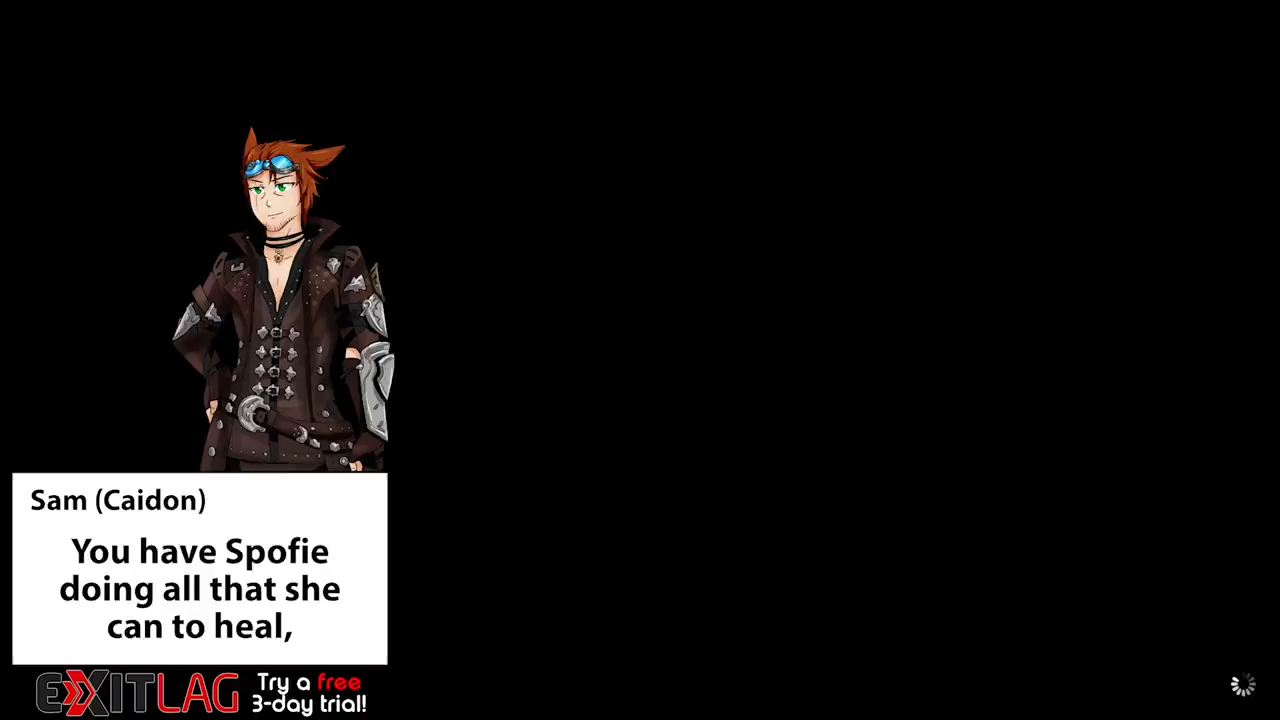 Sam (Caidon)
You have Spofie
doing all that she
can to heal,
EXITLAG
Try a free
3-day trial!